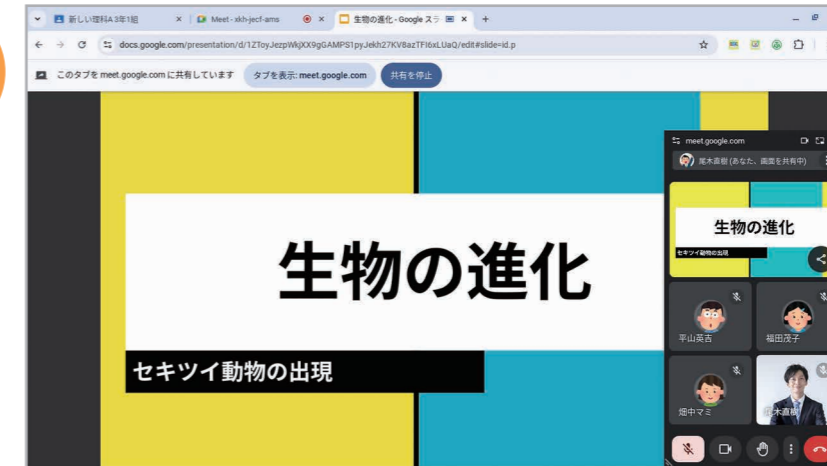 新しい理科A 3年1組
Meet - xkh-jecf-ams
生物の進化 - Google スラ
docs.google.com/presentation/d/1ZToyJezpWkjXX9gGAMPS1pyJekh27KV8azTFI6xLUaQ/edit#slide=id.p
このタブを meet.google.com に共有しています
タブを表示: meet.google.com
共有を停止
生物の進化
セキツイ動物の出現
meet.google.com
尾木直樹 (あなた、画面を共有中)
生物の進化
セキツイ動物の出現
平山英吉
福田茂子
畑中マミ
木直樹